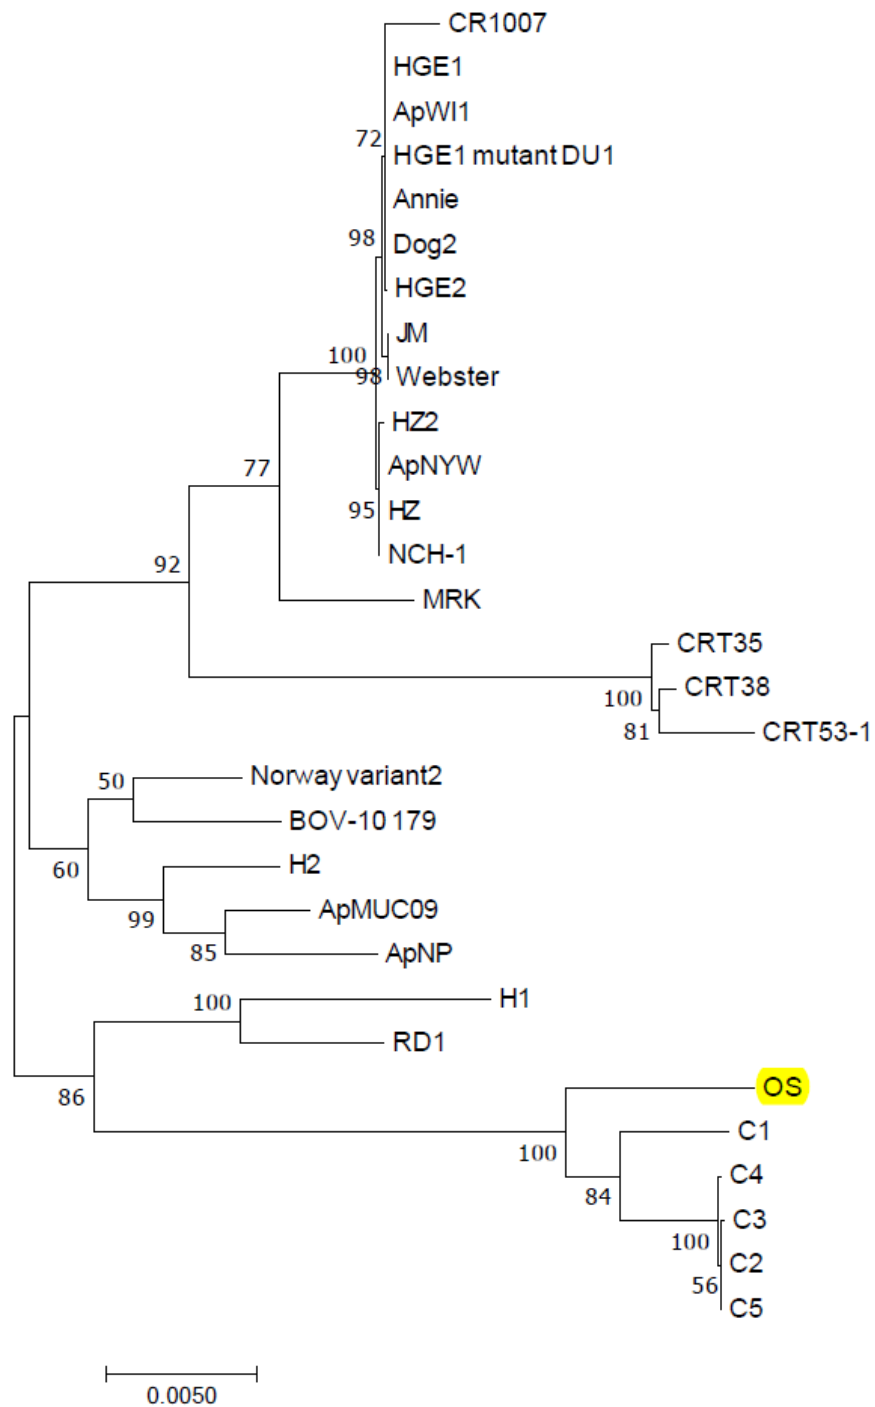 CR1007
HGE1
ApWI1
72
HGE1 mutant DU1
Annie
98
Dog2
HGE2
JM
100
98
Webster
HZ2
77
ApNYW
95
HZ
NCH-1
92
MRK
CRT35
100
CRT38
81
CRT53-1
50
Norway variant2
BOV-10 179
60
H2
99
ApMUC09
85
ApNP
100
H1
RD1
86
OS
C1
100
C4
84
C3
100
C2
56
C5
0.0050